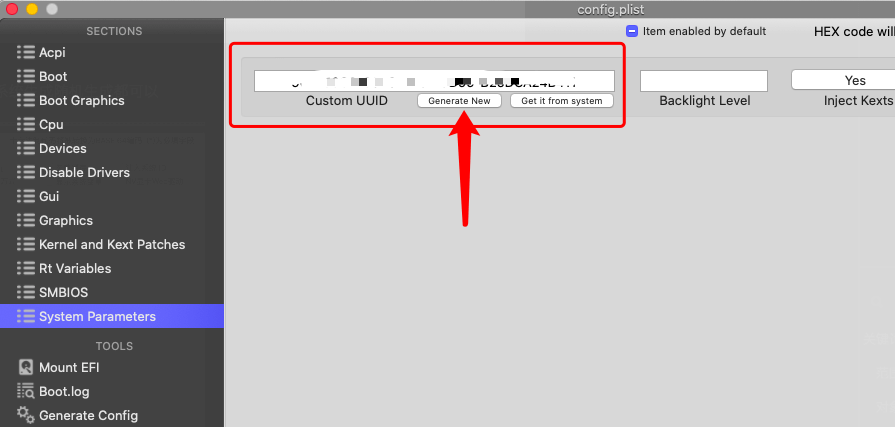 config.plist
SECTIONS
Acpi
Boot
Boot Graphics
Cpu
Devices
Disable Drivers
Gui
Graphics
Kernel and Kext Patches
Rt Variables
SMBIOS
System Parameters
TOOLS
Mount EFI
Boot.log
Generate Config
Item enabled by default
HEX code will
Custom UUID
Generate New
Get it from system
Backlight Level
Yes
Inject Kexts